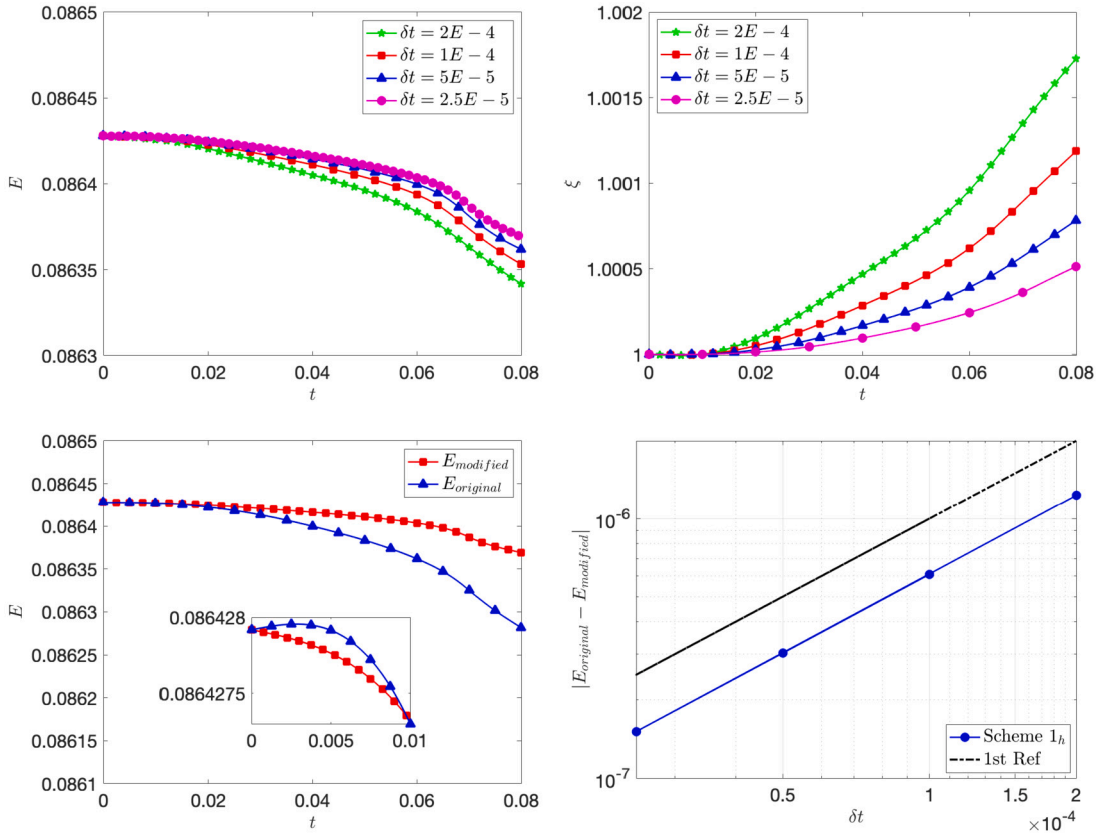 0.0865
0.08645
0.0864
0.08635
0.0863
E
0
0.02
0.04
0.06
0.08
t
δt = 2E − 4
δt = 1E − 4
δt = 5E − 5
δt = 2.5E − 5
1.002
1.0015
1.001
1.0005
1
ξ
0
0.02
0.04
0.06
0.08
t
δt = 2E − 4
δt = 1E − 4
δt = 5E − 5
δt = 2.5E − 5
0.0865
0.08645
0.0864
0.08635
0.0863
0.08625
0.0862
0.08615
0.0861
E
0
0.02
0.04
0.06
0.08
t
E_modified
E_original
0.086428
0.0864275
0
0.005
0.01
10^-6
10^-7
|E_original − E_modified|
0.5
1
1.5
2
×10^-4
δt
Scheme 1_h
1st Ref